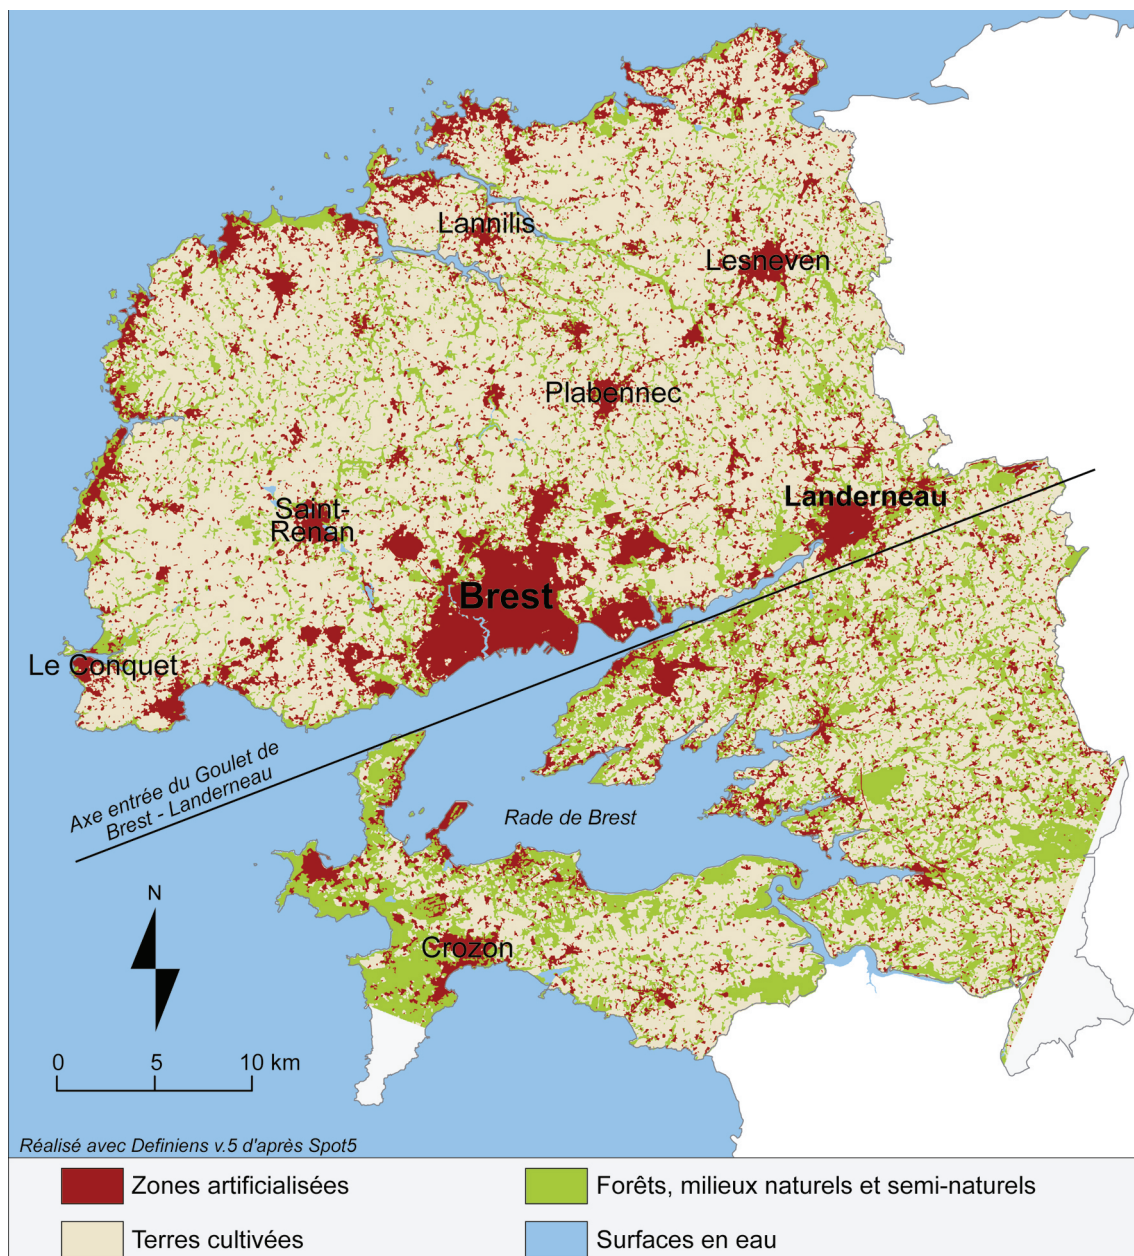 Lannilis
Lesneven
Plabennec
Landerneau
Saint-
Renan
Brest
Le Conquet
Axe entrée du Goulet de
Brest - Landerneau
Rade de Brest
N
Crozon
0 5 10 km
Réalisé avec Definiens v.5 d'après Spot5
Zones artificialisées
Forêts, milieux naturels et semi-naturels
Terres cultivées
Surfaces en eau